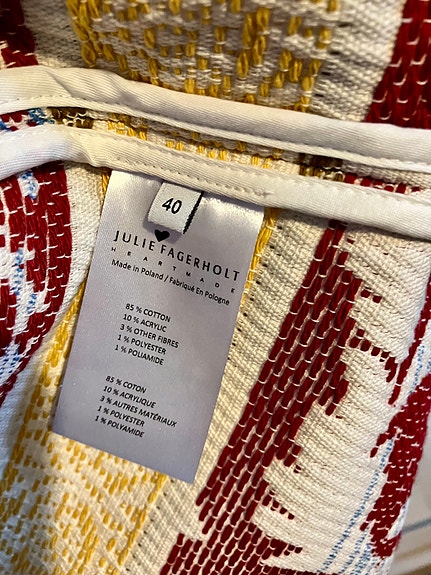 40
JULIE FAGERHOLT
HEARTMADE
Made in Poland / Fabriqué En Pologne
85 % COTTON
10 % ACRYLIC
3 % OTHER FIBRES
1 % POLYESTER
1 % POLIAMIDE
85 % COTON
10 % ACRYLIQUE
3 % AUTRES MATÉRIAUX
1 % POLYESTER
1 % POLYAMIDE